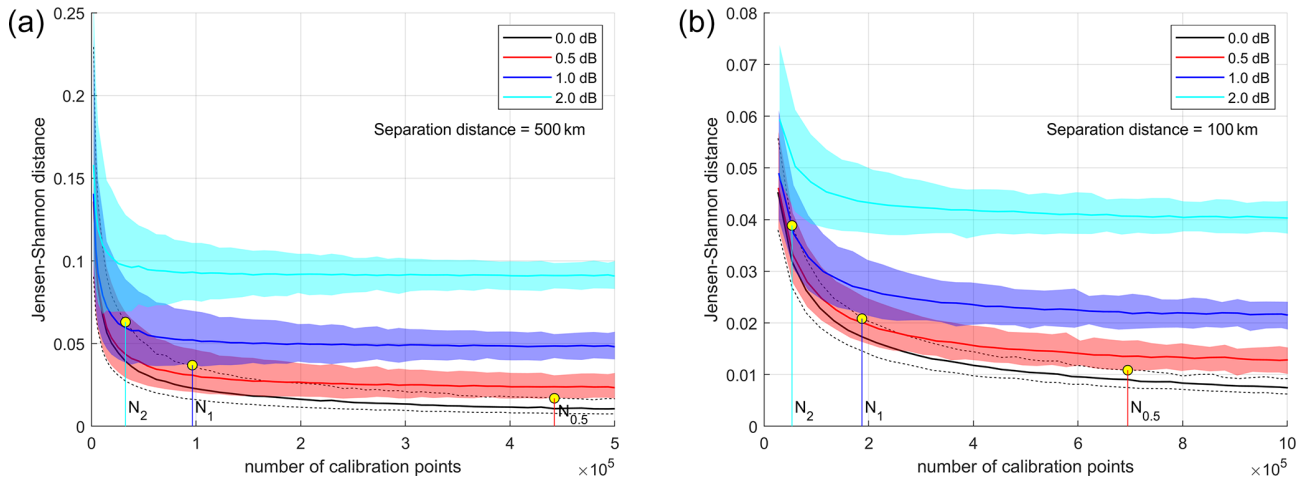 (a)
0.25
0.2
0.15
0.1
0.05
0
Jensen-Shannon distance
0.0 dB
0.5 dB
1.0 dB
2.0 dB
Separation distance = 500 km
N2
N1
N0.5
0 1 2 3 4 5
number of calibration points
×10^5
(b)
0.08
0.07
0.06
0.05
0.04
0.03
0.02
0.01
0
Jensen-Shannon distance
0.0 dB
0.5 dB
1.0 dB
2.0 dB
Separation distance = 100 km
N2
N1
N0.5
0 2 4 6 8 10
number of calibration points
×10^5